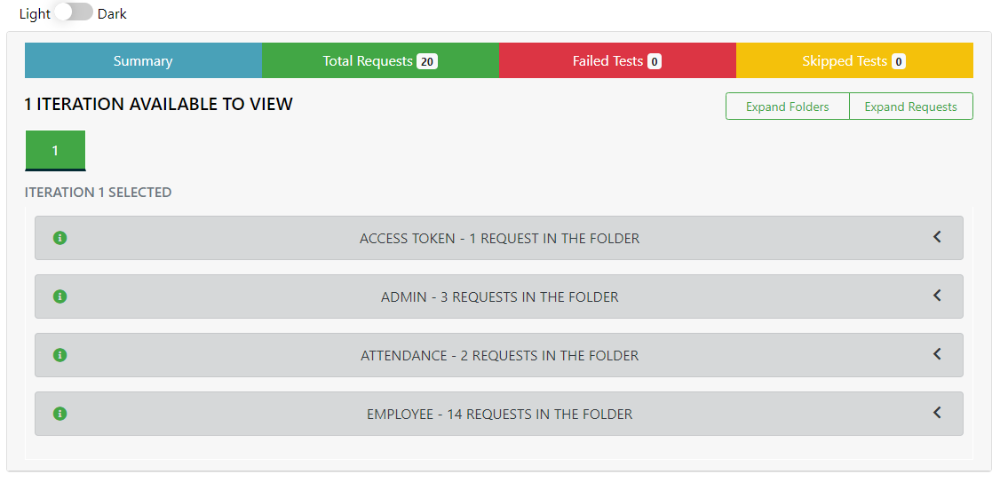 Light Dark
Summary Total Requests 20 Failed Tests 0 Skipped Tests 0
1 ITERATION AVAILABLE TO VIEW Expand Folders Expand Requests
1
ITERATION 1 SELECTED
i ACCESS TOKEN - 1 REQUEST IN THE FOLDER
i ADMIN - 3 REQUESTS IN THE FOLDER
i ATTENDANCE - 2 REQUESTS IN THE FOLDER
i EMPLOYEE - 14 REQUESTS IN THE FOLDER